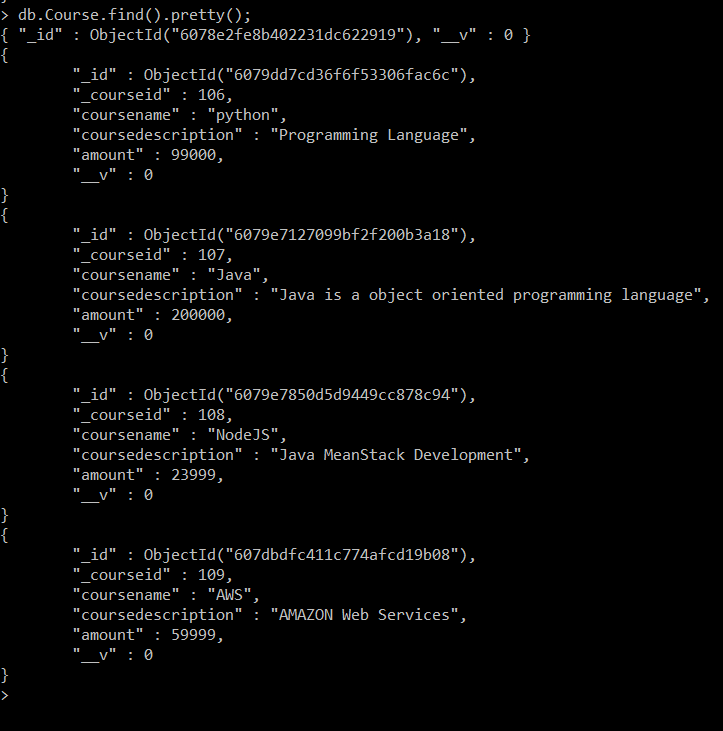 > db.Course.find().pretty();
{ "_id" : ObjectId("6078e2fe8b402231dc622919"), "__v" : 0 }
{
        "_id" : ObjectId("6079dd7cd36f6f53306fac6c"),
        "_courseid" : 106,
        "coursename" : "python",
        "coursedescription" : "Programming Language",
        "amount" : 99000,
        "__v" : 0
}
{
        "_id" : ObjectId("6079e7127099bf2f200b3a18"),
        "_courseid" : 107,
        "coursename" : "Java",
        "coursedescription" : "Java is a object oriented programming language",
        "amount" : 200000,
        "__v" : 0
}
{
        "_id" : ObjectId("6079e7850d5d9449cc878c94"),
        "_courseid" : 108,
        "coursename" : "NodeJS",
        "coursedescription" : "Java MeanStack Development",
        "amount" : 23999,
        "__v" : 0
}
{
        "_id" : ObjectId("607dbdfc411c774afcd19b08"),
        "_courseid" : 109,
        "coursename" : "AWS",
        "coursedescription" : "AMAZON Web Services",
        "amount" : 59999,
        "__v" : 0
}
>